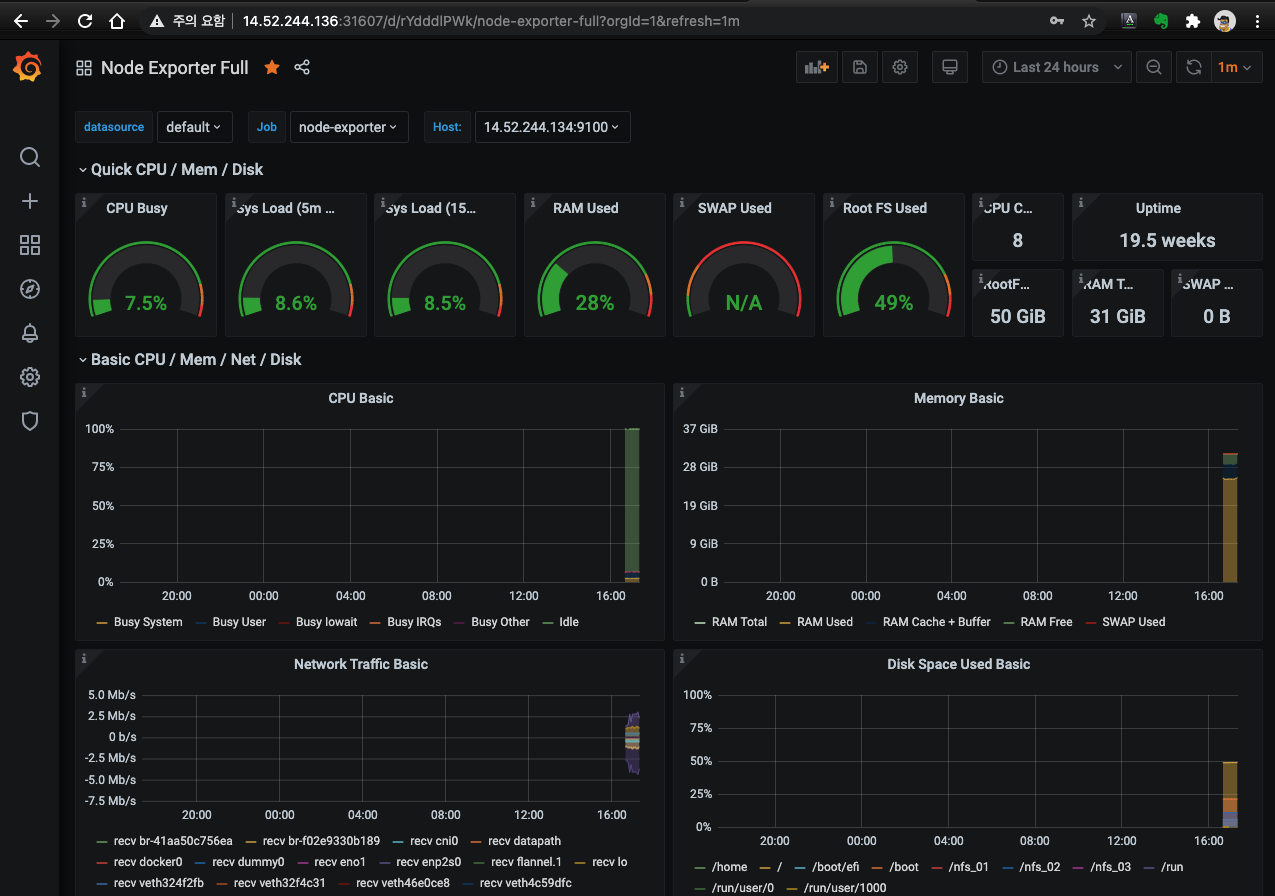 주의 요함 14.52.244.136:31607/d/rYdddlPWk/node-exporter-full?orgId=1&refresh=1m
Node Exporter Full
Last 24 hours
1m
datasource default Job node-exporter Host: 14.52.244.134:9100
Quick CPU / Mem / Disk
CPU Busy
7.5%
Sys Load (5m ...
8.6%
Sys Load (15...
8.5%
RAM Used
28%
SWAP Used
N/A
Root FS Used
49%
CPU C...
8
Uptime
19.5 weeks
RootF...
50 GiB
RAM T...
31 GiB
SWAP ...
0 B
Basic CPU / Mem / Net / Disk
CPU Basic
100%
75%
50%
25%
0%
20:00 00:00 04:00 08:00 12:00 16:00
Busy System Busy User Busy Iowait Busy IRQs Busy Other Idle
Memory Basic
37 GiB
28 GiB
19 GiB
9 GiB
0 B
20:00 00:00 04:00 08:00 12:00 16:00
RAM Total RAM Used RAM Cache + Buffer RAM Free SWAP Used
Network Traffic Basic
5.0 Mb/s
2.5 Mb/s
0 b/s
-2.5 Mb/s
-5.0 Mb/s
-7.5 Mb/s
20:00 00:00 04:00 08:00 12:00 16:00
recv br-41aa50c756ea recv br-f02e9330b189 recv cni0 recv datapath
recv docker0 recv dummy0 recv eno1 recv enp2s0 recv flannel.1 recv lo
recv veth324f2fb recv veth32f4c31 recv veth46e0ce8 recv veth4c59dfc
Disk Space Used Basic
100%
75%
50%
25%
0%
20:00 00:00 04:00 08:00 12:00 16:00
/home / /boot/efi /boot /nfs_01 /nfs_02 /nfs_03 /run
/run/user/0 /run/user/1000